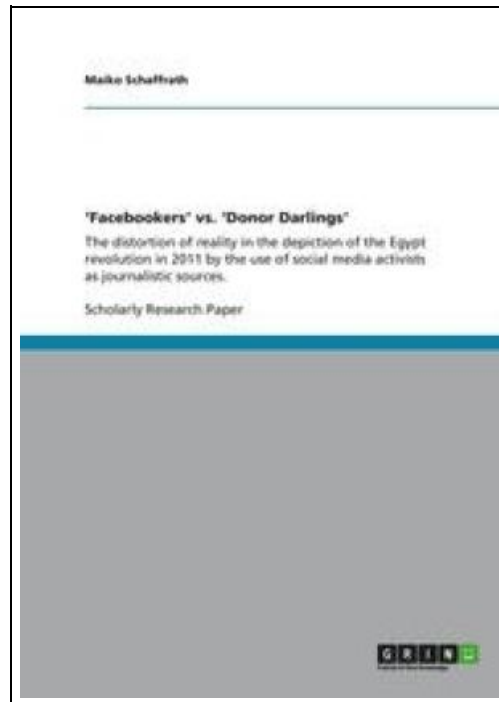 Maiko Schaffrath
"Facebookers" vs. "Donor Darlings"
The distortion of reality in the depiction of the Egypt
revolution in 2011 by the use of social media activists
as journalistic sources.
Scholarly Research Paper
GRIN